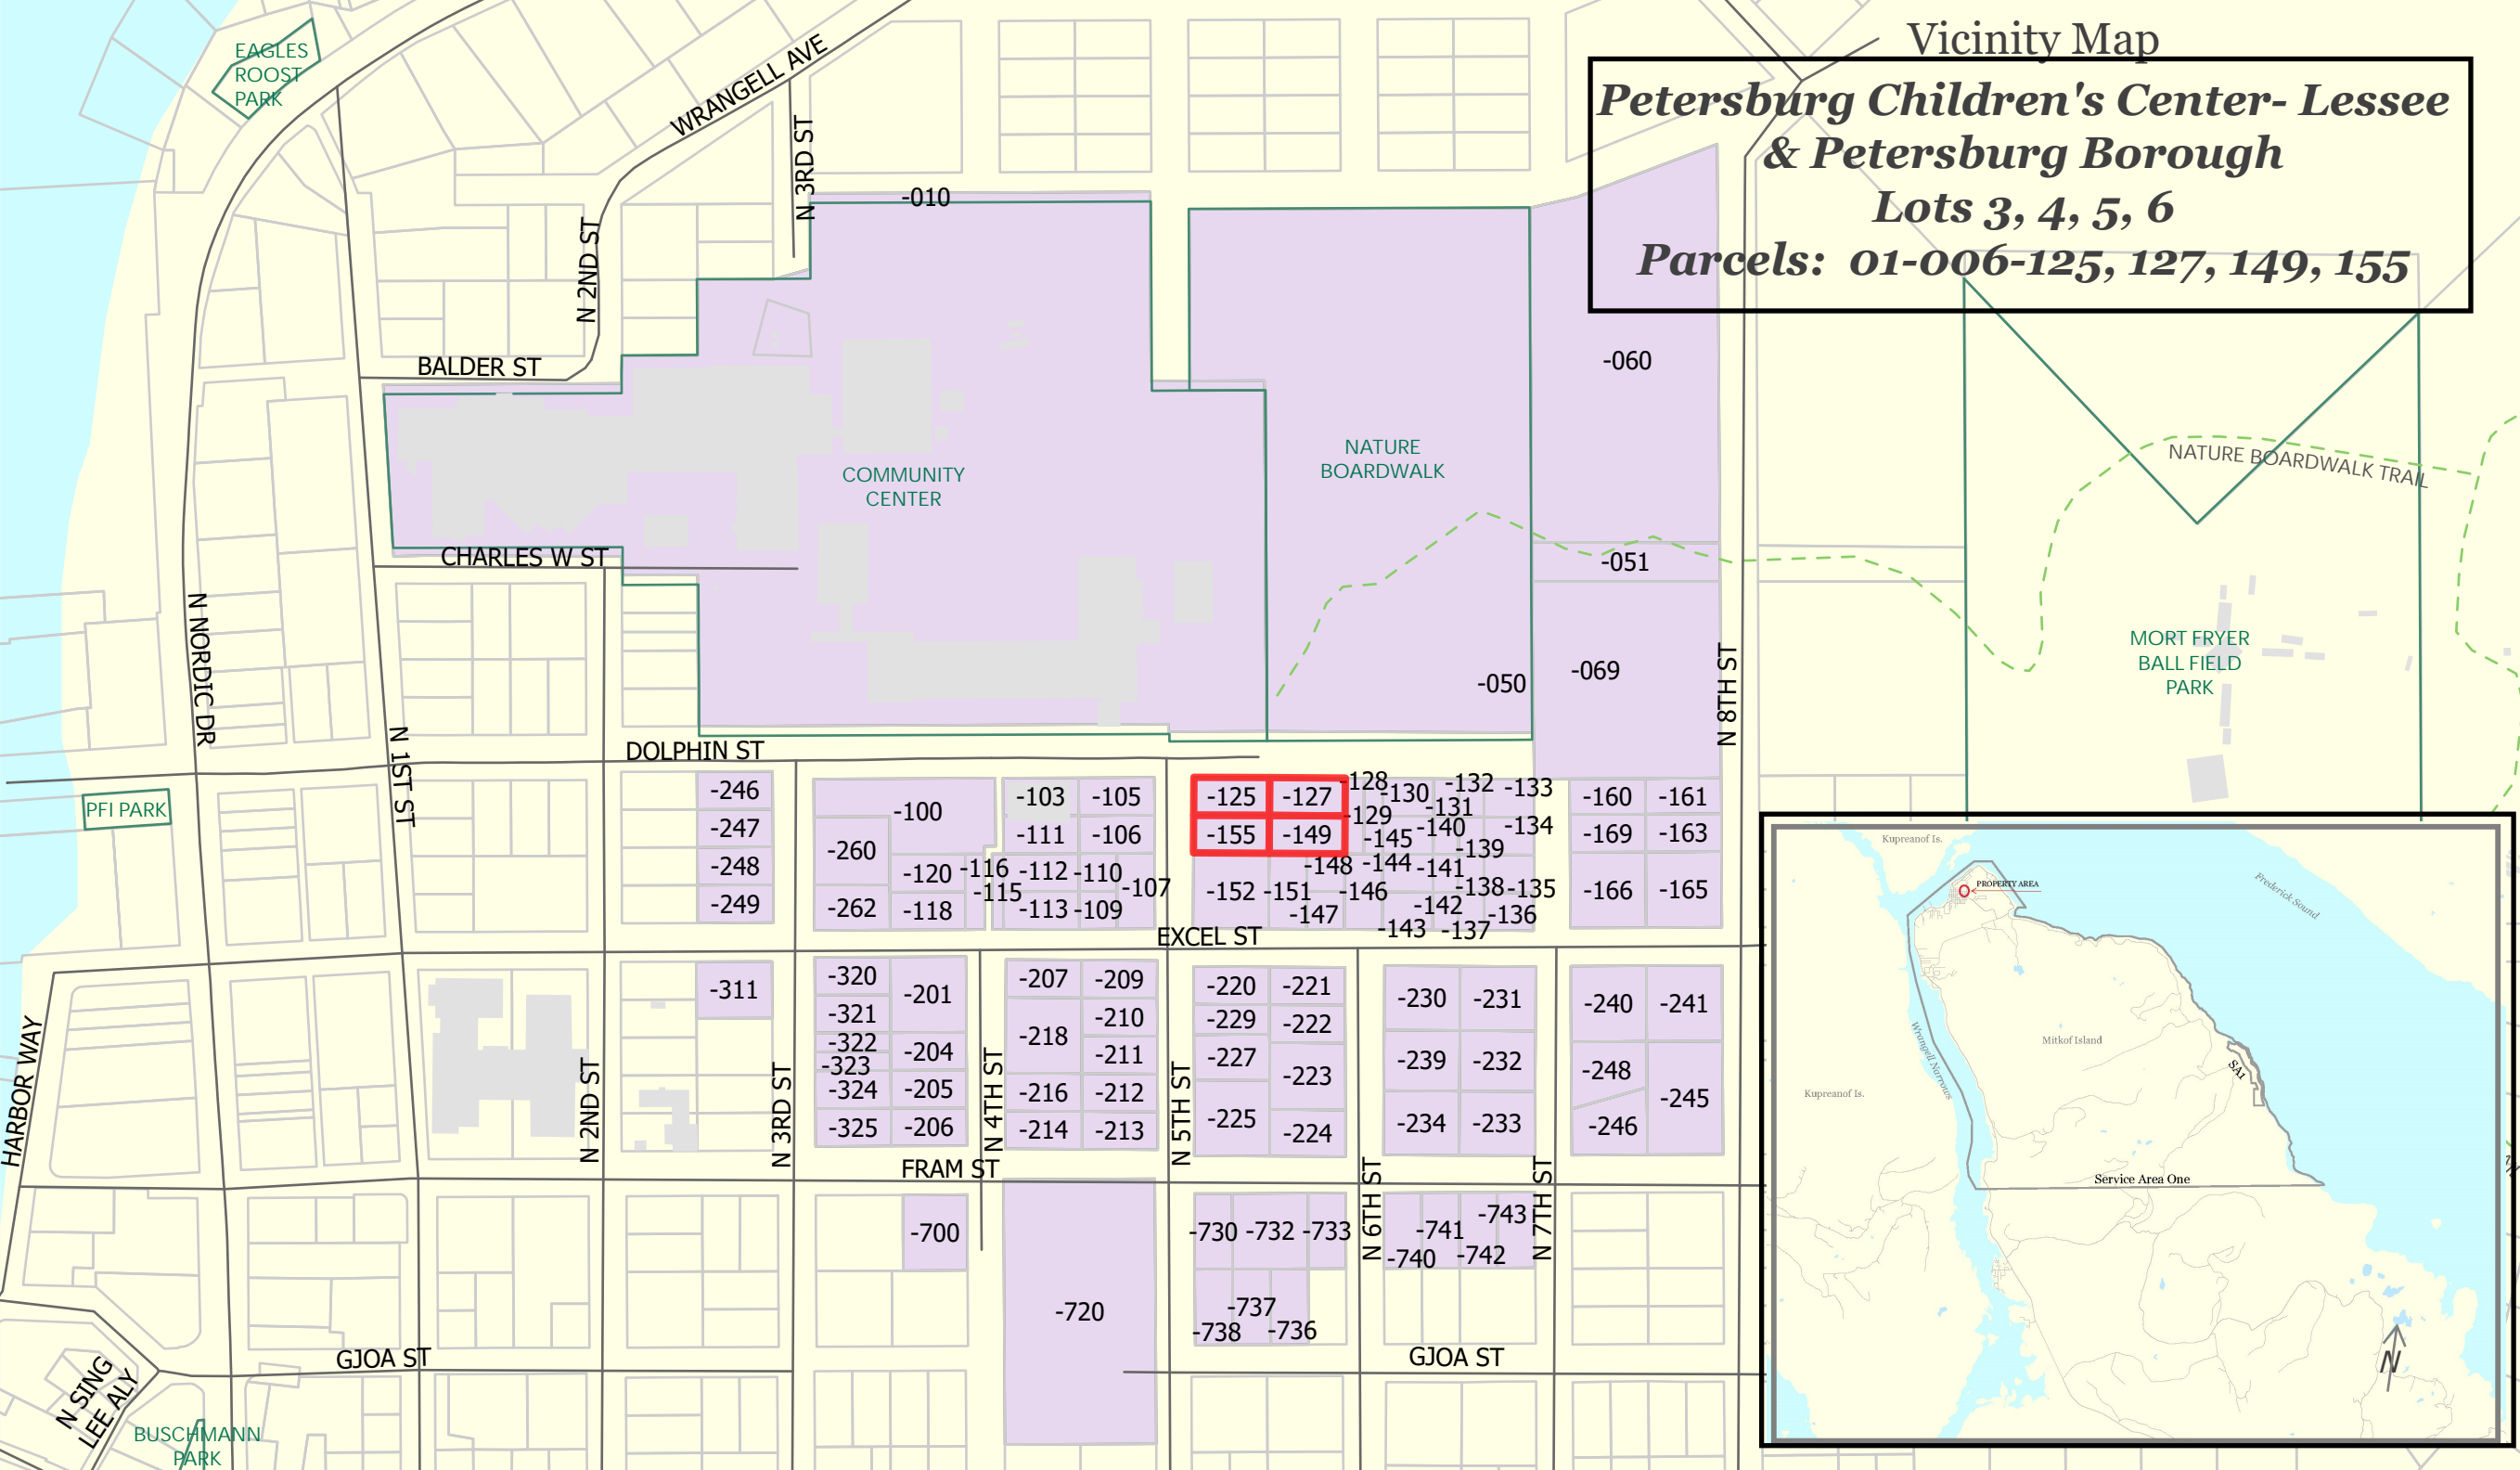 Vicinity Map
Petersburg Children's Center- Lessee
& Petersburg Borough
Lots 3, 4, 5, 6
Parcels: 01-006-125, 127, 149, 155
EAGLES
ROOST
PARK
WRANGELL AVE
N 3RD ST
N 2ND ST
-010
BALDER ST
-060
COMMUNITY
CENTER
NATURE
BOARDWALK
NATURE BOARDWALK TRAIL
CHARLES W ST
-051
N NORDIC DR
N 1ST ST
-050
-069
N 8TH ST
MORT FRYER
BALL FIELD
PARK
DOLPHIN ST
PFI PARK
-246
-247
-248
-249
-100
-260
-262
-120
-118
-116
-115
-103
-105
-111
-106
-112
-110
-107
-113
-109
-125
-127
-155
-149
-128
-129
-130
-132
-131
-133
-145
-140
-134
-139
-148
-144
-141
-152
-151
-146
-138
-135
-147
-142
-136
-143
-137
-160
-161
-169
-163
-166
-165
EXCEL ST
HARBOR WAY
N 2ND ST
-311
N 3RD ST
-320
-321
-322
-323
-324
-325
-201
-204
-205
-206
N 4TH ST
-207
-209
-210
-218
-211
-216
-212
-214
-213
N 5TH ST
-220
-221
-229
-222
-227
-223
-225
-224
-230
-231
-239
-232
-234
-233
-240
-241
-248
-245
-246
FRAM ST
N 6TH ST
N 7TH ST
-700
-720
-730
-732
-733
-737
-738
-736
-740
-741
-742
-743
GJOA ST
GJOA ST
N SING
LEE ALY
BUSCHMANN
PARK
Kupreanof Is.
PROPERTY AREA
Frederick Sound
Wrangell Narrows
Mitkof Island
SA1
Kupreanof Is.
Service Area One
N